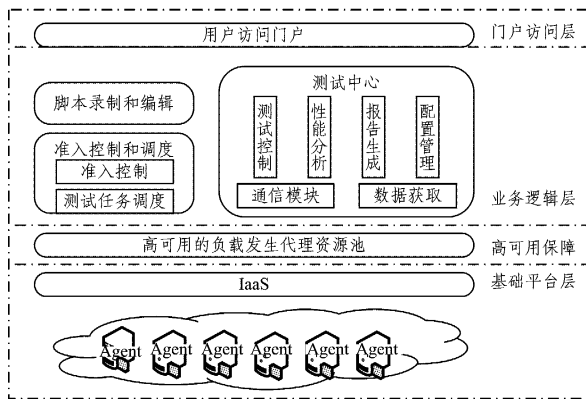 用户访问门户
门户访问层
脚本录制和编辑
准入控制和调度
准入控制
测试任务调度
测试中心
测试控制
性能分析
报告生成
配置管理
通信模块
数据获取
业务逻辑层
高可用的负载发生代理资源池
高可用保障
IaaS
基础平台层
Agent
Agent
Agent
Agent
Agent
Agent